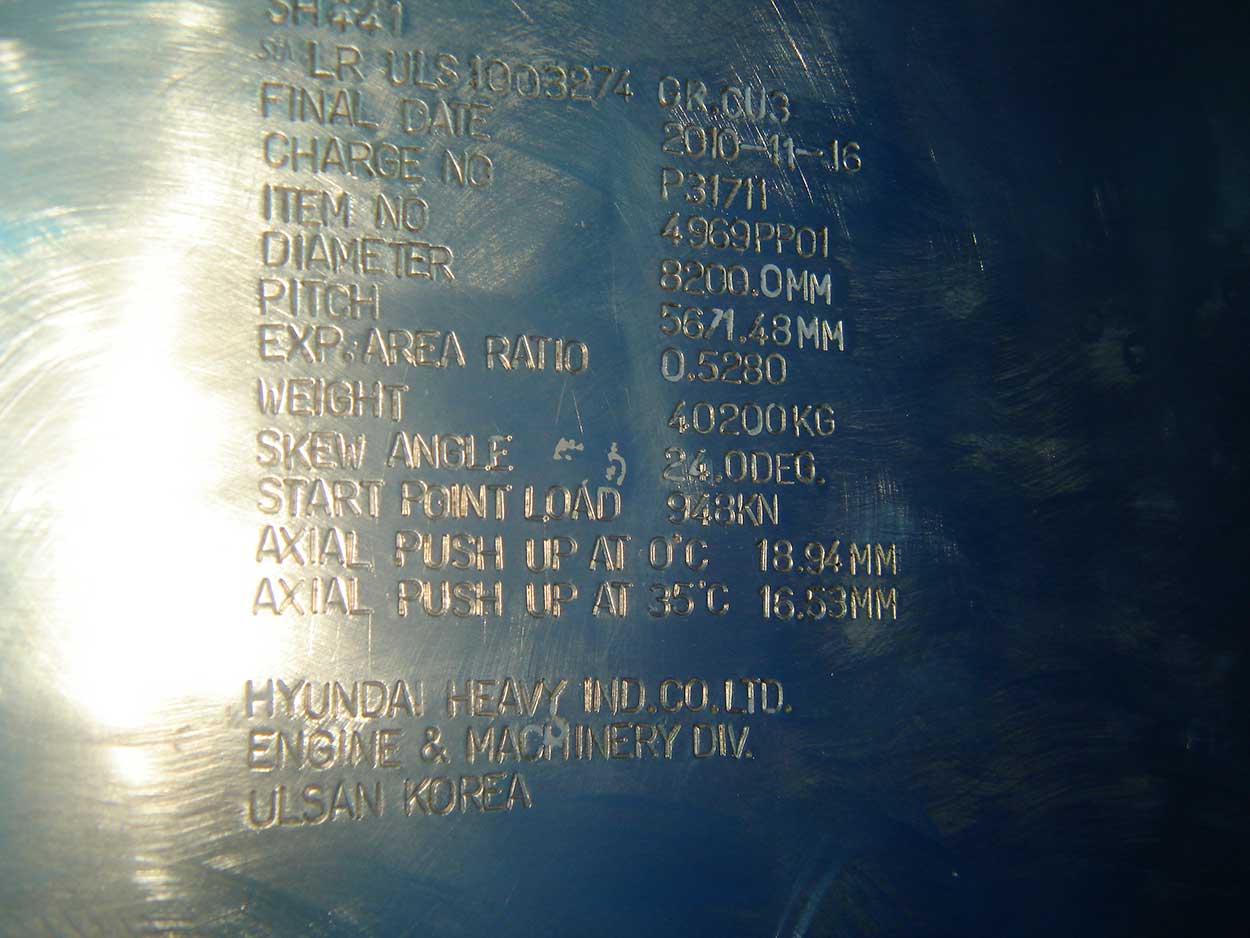 SH441
LR ULS1003274 GR.CU3
FINAL DATE 2010-11-16
CHARGE NO P31711
ITEM NO 4969PP01
DIAMETER 8200.0MM
PITCH 5671.48MM
EXP.AREA RATIO 0.5280
WEIGHT 40200KG
SKEW ANGLE 24.0DEG.
START POINT LOAD 948KN
AXIAL PUSH UP AT 0°C 18.94MM
AXIAL PUSH UP AT 35°C 16.53MM
HYUNDAI HEAVY IND.CO.LTD.
ENGINE & MACHINERY DIV.
ULSAN KOREA